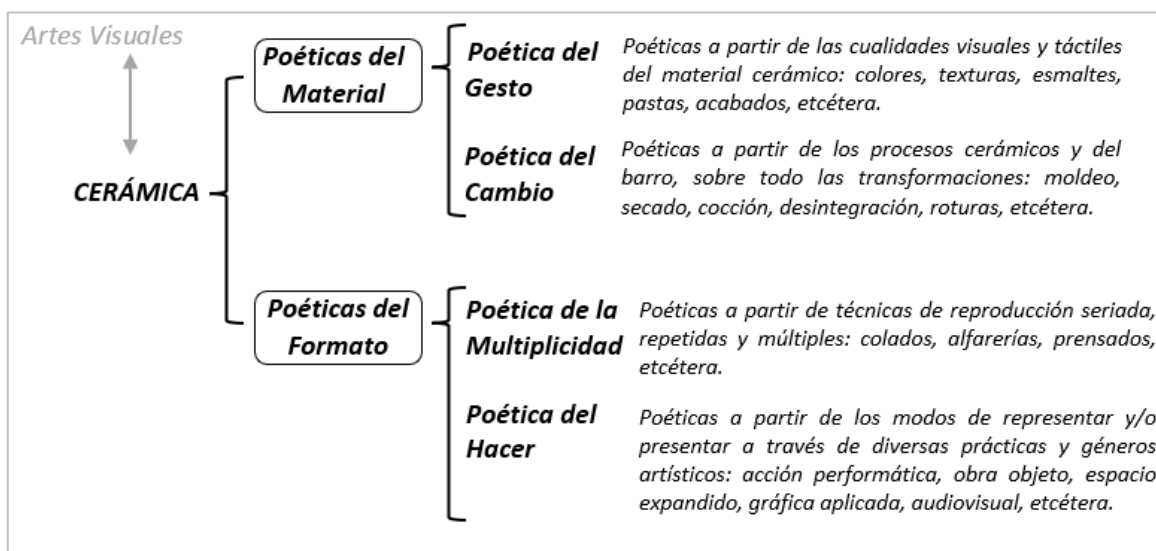 Artes Visuales
CERÁMICA
Poéticas del
Material
Poética del
Gesto
Poéticas a partir de las cualidades visuales y táctiles
del material cerámico: colores, texturas, esmaltes,
pastas, acabados, etcétera.
Poética del
Cambio
Poéticas a partir de los procesos cerámicos y del
barro, sobre todo las transformaciones: moldeo,
secado, cocción, desintegración, roturas, etcétera.
Poéticas del
Formato
Poética de la
Multiplicidad
Poéticas a partir de técnicas de reproducción seriada,
repetidas y múltiples: colados, alfarerías, prensados,
etcétera.
Poética del
Hacer
Poéticas a partir de los modos de representar y/o
presentar a través de diversas prácticas y géneros
artísticos: acción performática, obra objeto, espacio
expandido, gráfica aplicada, audiovisual, etcétera.